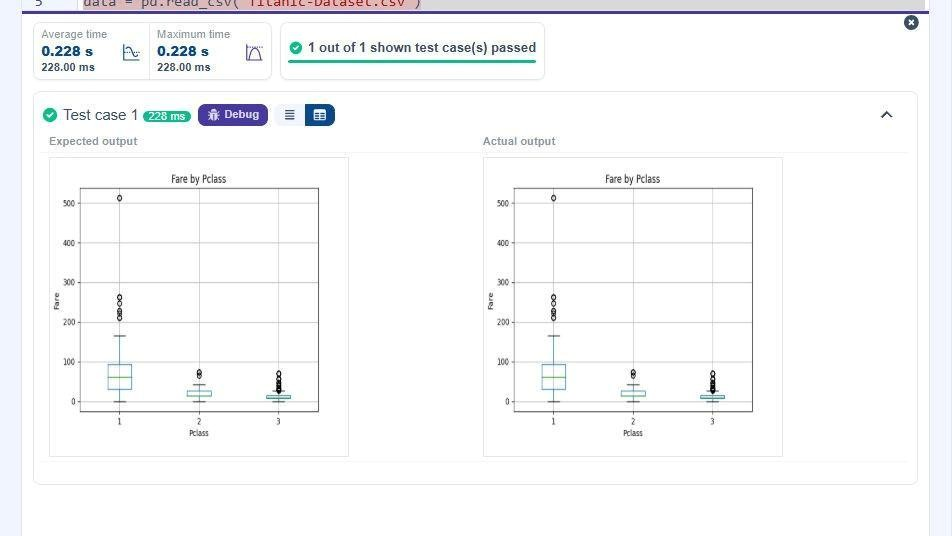 5 data = pd.read_csv("Titanic-Dataset.csv")
Average time
0.228 s
228.00 ms
Maximum time
0.228 s
228.00 ms
1 out of 1 shown test case(s) passed
Test case 1 228 ms Debug
Expected output
Fare by Pclass
500
400
300
200
100
0
Fare
1 2 3
Pclass
Actual output
Fare by Pclass
500
400
300
200
100
0
Fare
1 2 3
Pclass